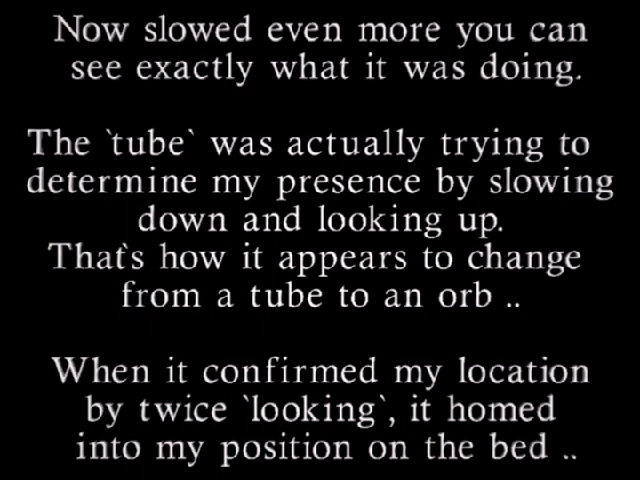 Now slowed even more you can
see exactly what it was doing.
The `tube` was actually trying to
determine my presence by slowing
down and looking up.
That`s how it appears to change
from a tube to an orb ..
When it confirmed my location
by twice `looking`, it homed
into my position on the bed ..